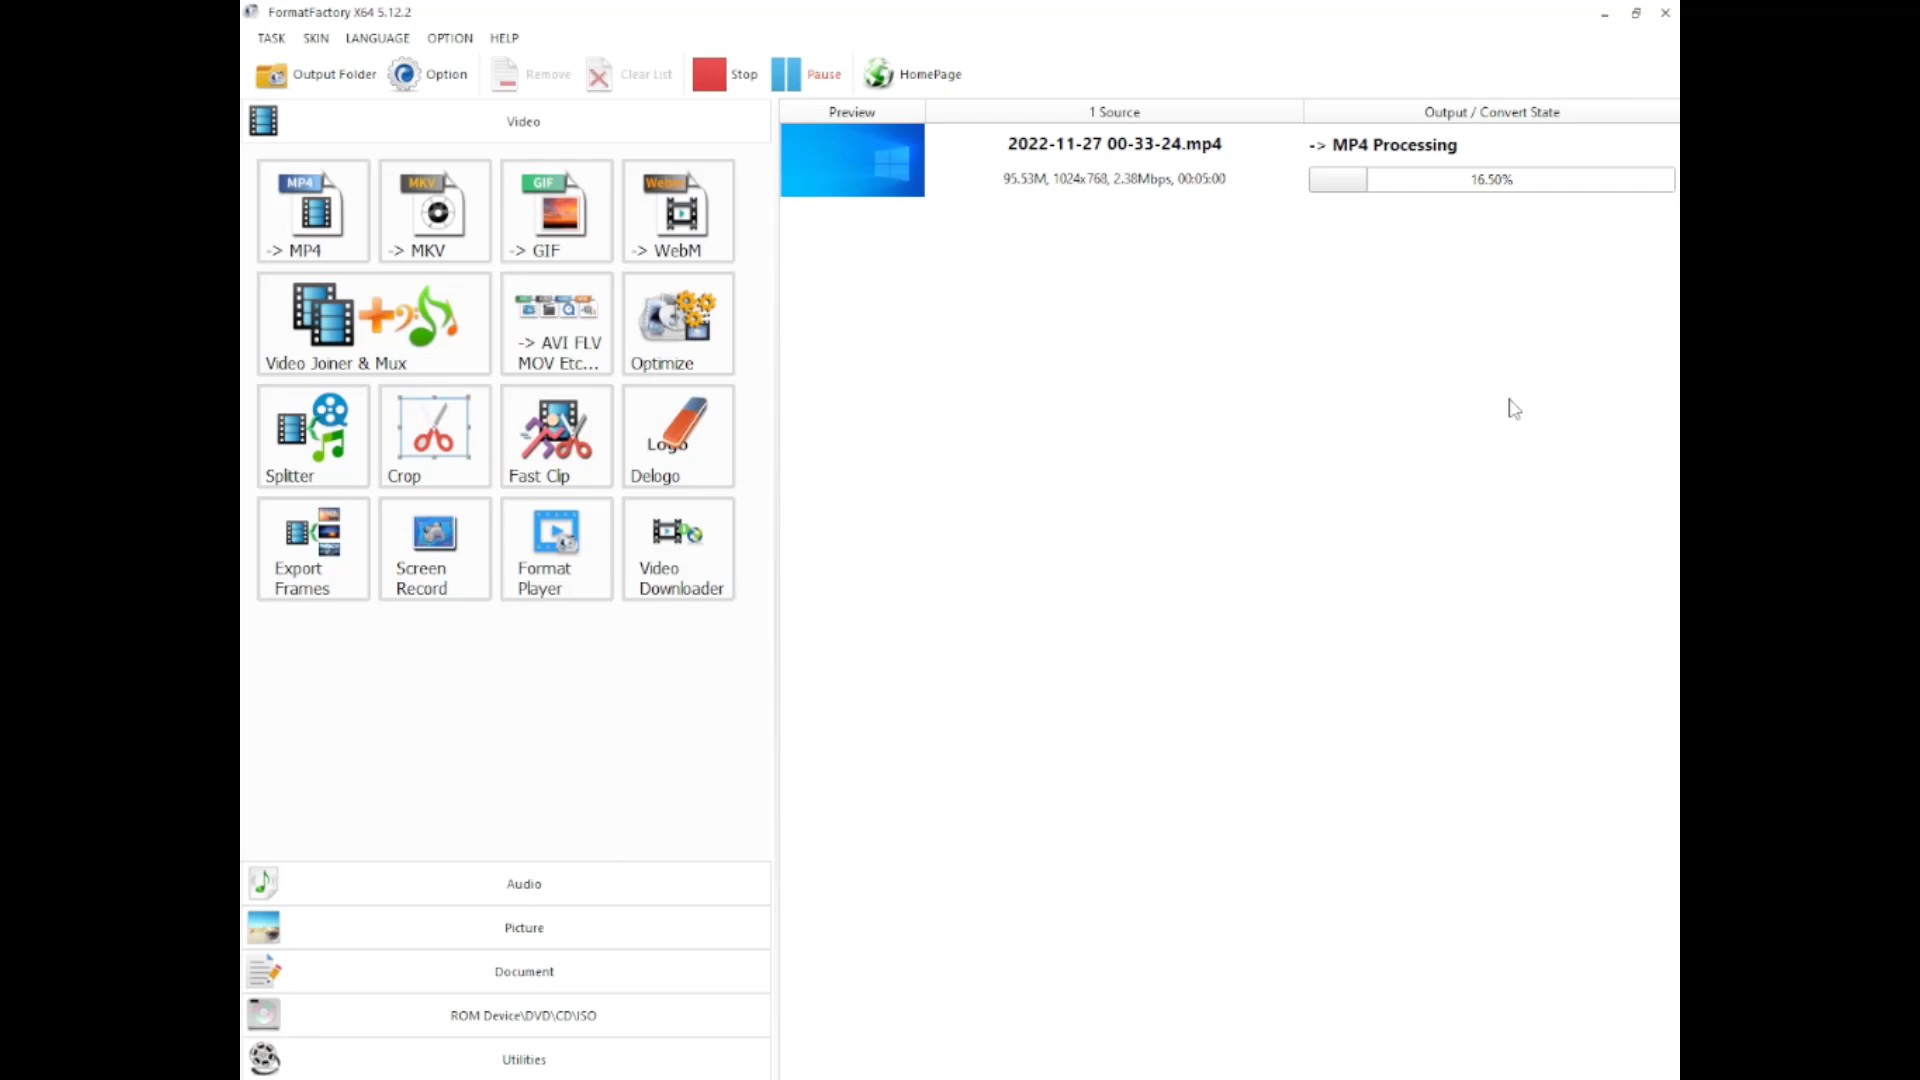 FormatFactory X64 5.12.2
TASK SKIN LANGUAGE OPTION HELP
Output Folder Option Remove Clear List Stop Pause HomePage
Video
Preview 1 Source Output / Convert State
2022-11-27 00-33-24.mp4
-> MP4 Processing
95.53M, 1024x768, 2.38Mbps, 00:05:00
16.50%
MP4 MKV GIF WebM
-> MP4 -> MKV -> GIF -> WebM
Video Joiner & Mux
-> AVI FLV
MOV Etc...
Optimize
Logo
Splitter Crop Fast Clip Delogo
Export
Frames
Screen
Record
Format
Player
Video
Downloader
Audio
Picture
Document
ROM Device\DVD\CD\ISO
Utilities